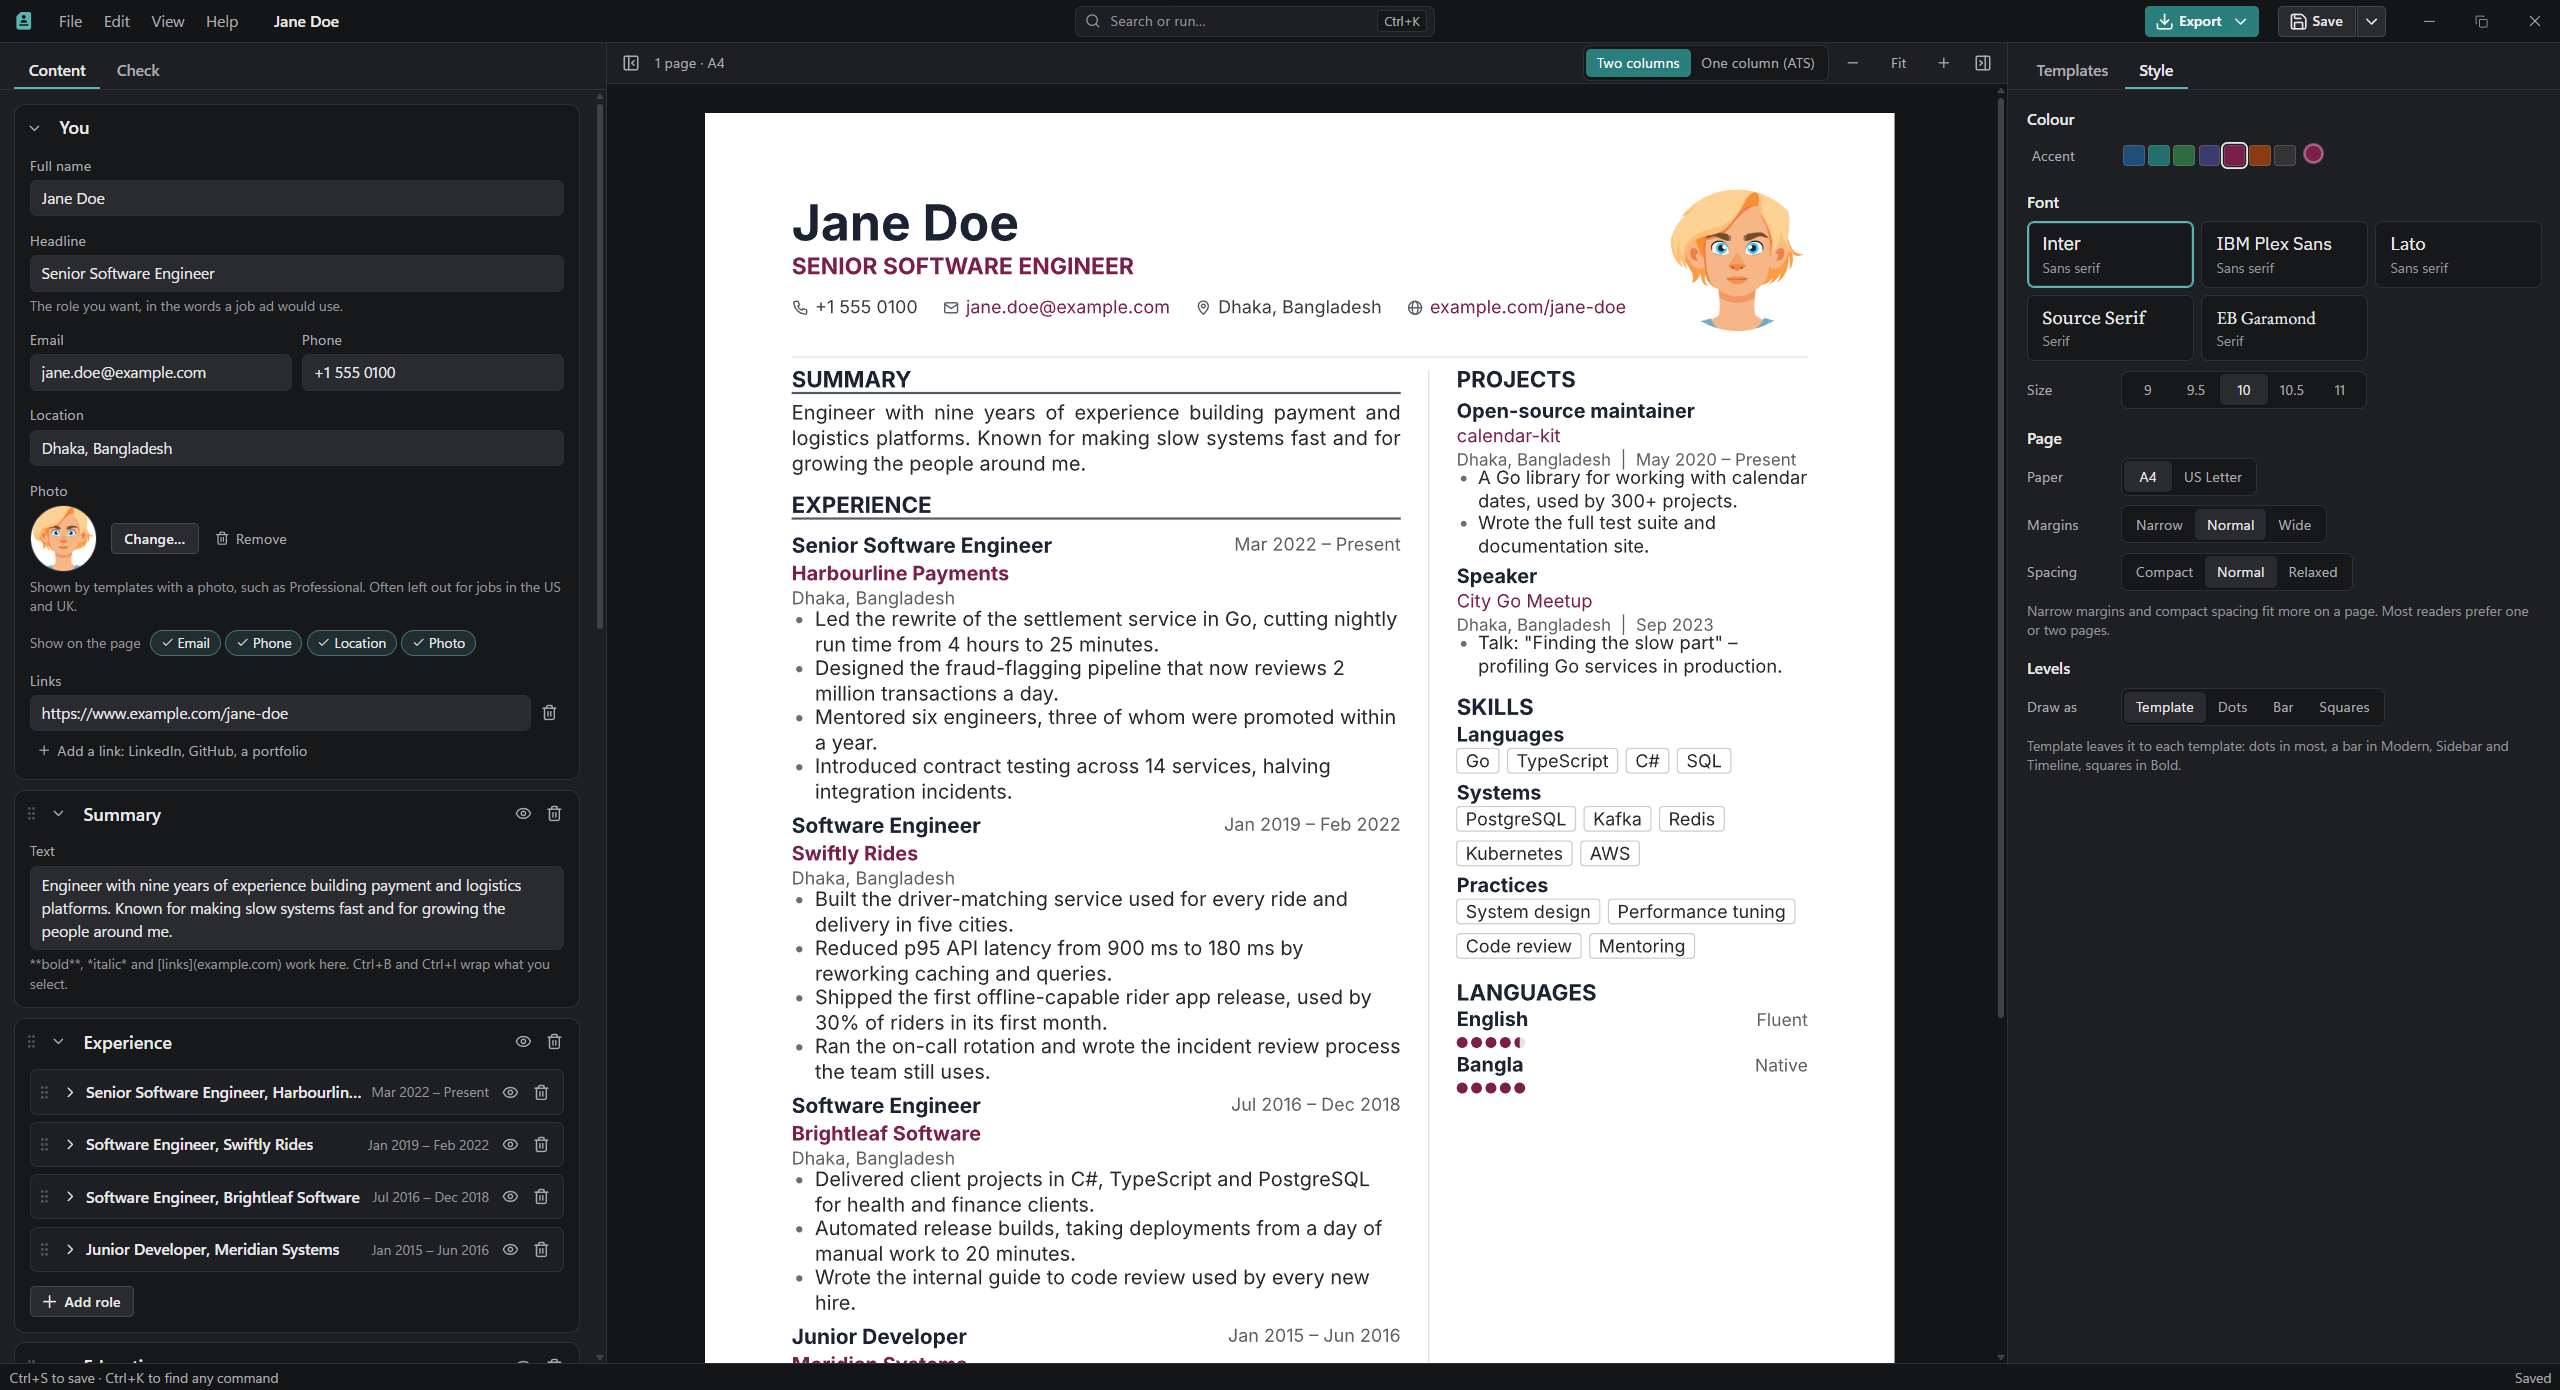 File Edit View Help Jane Doe
Search or run... Ctrl+K
Export Save
Content Check
You
Full name
Jane Doe
Headline
Senior Software Engineer
The role you want, in the words a job ad would use.
Email Phone
jane.doe@example.com +1 555 0100
Location
Dhaka, Bangladesh
Photo
Change... Remove
Shown by templates with a photo, such as Professional. Often left out for jobs in the US
and UK.
Show on the page Email Phone Location Photo
Links
https://www.example.com/jane-doe
+ Add a link: LinkedIn, GitHub, a portfolio
Summary
Text
Engineer with nine years of experience building payment and logistics
platforms. Known for making slow systems fast and for growing the
people around me.
**bold**, *italic* and [links](example.com) work here. Ctrl+B and Ctrl+I wrap what you
select.
Experience
Senior Software Engineer, Harbourlin... Mar 2022 – Present
Software Engineer, Swiftly Rides Jan 2019 – Feb 2022
Software Engineer, Brightleaf Software Jul 2016 – Dec 2018
Junior Developer, Meridian Systems Jan 2015 – Jun 2016
+ Add role
1 page · A4
Two columns One column (ATS) – Fit +
Jane Doe
SENIOR SOFTWARE ENGINEER
+1 555 0100 jane.doe@example.com Dhaka, Bangladesh example.com/jane-doe
SUMMARY
Engineer with nine years of experience building payment and
logistics platforms. Known for making slow systems fast and for
growing the people around me.
EXPERIENCE
Senior Software Engineer Mar 2022 – Present
Harbourline Payments
Dhaka, Bangladesh
• Led the rewrite of the settlement service in Go, cutting nightly
run time from 4 hours to 25 minutes.
• Designed the fraud-flagging pipeline that now reviews 2
million transactions a day.
• Mentored six engineers, three of whom were promoted within
a year.
• Introduced contract testing across 14 services, halving
integration incidents.
Software Engineer Jan 2019 – Feb 2022
Swiftly Rides
Dhaka, Bangladesh
• Built the driver-matching service used for every ride and
delivery in five cities.
• Reduced p95 API latency from 900 ms to 180 ms by
reworking caching and queries.
• Shipped the first offline-capable rider app release, used by
30% of riders in its first month.
• Ran the on-call rotation and wrote the incident review process
the team still uses.
Software Engineer Jul 2016 – Dec 2018
Brightleaf Software
Dhaka, Bangladesh
• Delivered client projects in C#, TypeScript and PostgreSQL
for health and finance clients.
• Automated release builds, taking deployments from a day of
manual work to 20 minutes.
• Wrote the internal guide to code review used by every new
hire.
Junior Developer Jan 2015 – Jun 2016
PROJECTS
Open-source maintainer
calendar-kit
Dhaka, Bangladesh | May 2020 – Present
• A Go library for working with calendar
dates, used by 300+ projects.
• Wrote the full test suite and
documentation site.
Speaker
City Go Meetup
Dhaka, Bangladesh | Sep 2023
• Talk: "Finding the slow part" –
profiling Go services in production.
SKILLS
Languages
Go TypeScript C# SQL
Systems
PostgreSQL Kafka Redis
Kubernetes AWS
Practices
System design Performance tuning
Code review Mentoring
LANGUAGES
English Fluent
Bangla Native
Templates Style
Colour
Accent
Font
Inter IBM Plex Sans Lato
Sans serif Sans serif Sans serif
Source Serif EB Garamond
Serif Serif
Size 9 9.5 10 10.5 11
Page
Paper A4 US Letter
Margins Narrow Normal Wide
Spacing Compact Normal Relaxed
Narrow margins and compact spacing fit more on a page. Most readers prefer one
or two pages.
Levels
Draw as Template Dots Bar Squares
Template leaves it to each template: dots in most, a bar in Modern, Sidebar and
Timeline, squares in Bold.
Ctrl+S to save · Ctrl+K to find any command Saved